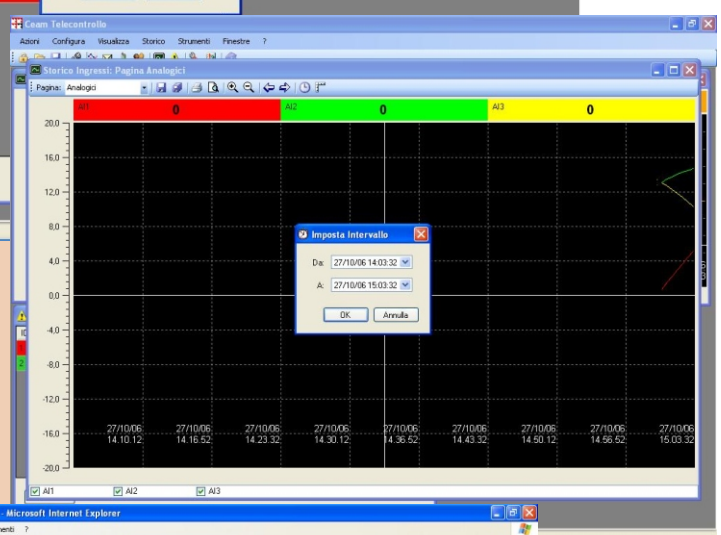 Coam Telecontrollo
Azioni Configura Visualizza Storico Strumenti Finestre ?
Storico Ingressi: Pagina Analogici
Pagina: Analogici
AI1 0 AI2 0 AI3 0
20,0
16,0
12,0
8,0
4,0
0,0
-4,0
-8,0
-12,0
-16,0
-20,0
Imposta Intervallo
Da: 27/10/06 14:03:32
A: 27/10/06 15:03:32
OK Annulla
27/10/06 27/10/06 27/10/06 27/10/06 27/10/06 27/10/06 27/10/06 27/10/06 27/10/06
14.10.12 14.16.52 14.23.32 14.30.12 14.36.52 14.43.32 14.50.12 14.56.52 15.03.32
AI1 AI2 AI3
- Microsoft Internet Explorer
menti ?